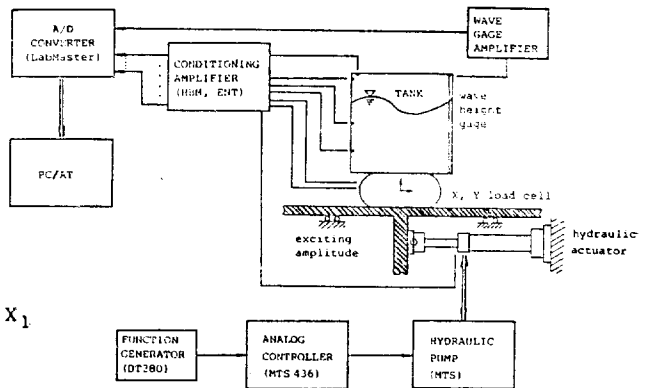 A/D
CONVERTER
(LabMaster)
WAVE
GAGE
AMPLIFIER
CONDITIONING
AMPLIFIER
(HBM, ENT)
TANK
wave
height
gage
PC/AT
X, Y load cell
exciting
amplitude
hydraulic
actuator
X1
FUNCTION
GENERATOR
(DT280)
ANALOG
CONTROLLER
(MTS 436)
HYDRAULIC
PUMP
(MTS)